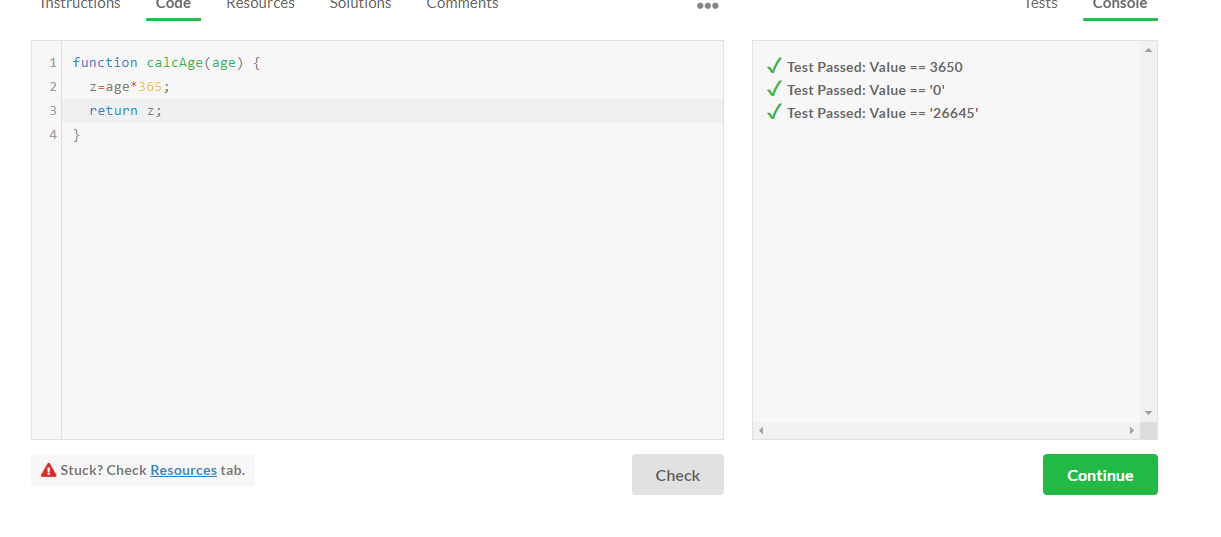 Instructions Code Resources Solutions Comments ••• Tests Console
1 function calcAge(age) {
2 z=age*365;
3 return z;
4 }
Test Passed: Value == 3650
Test Passed: Value == '0'
Test Passed: Value == '26645'
Stuck? Check Resources tab.
Check
Continue